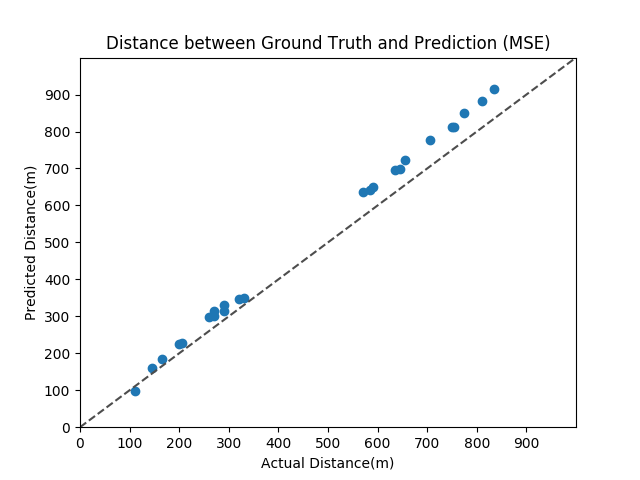 Distance between Ground Truth and Prediction (MSE)
900
800
700
600
500
400
300
200
100
0
Predicted Distance(m)
0 100 200 300 400 500 600 700 800 900
Actual Distance(m)